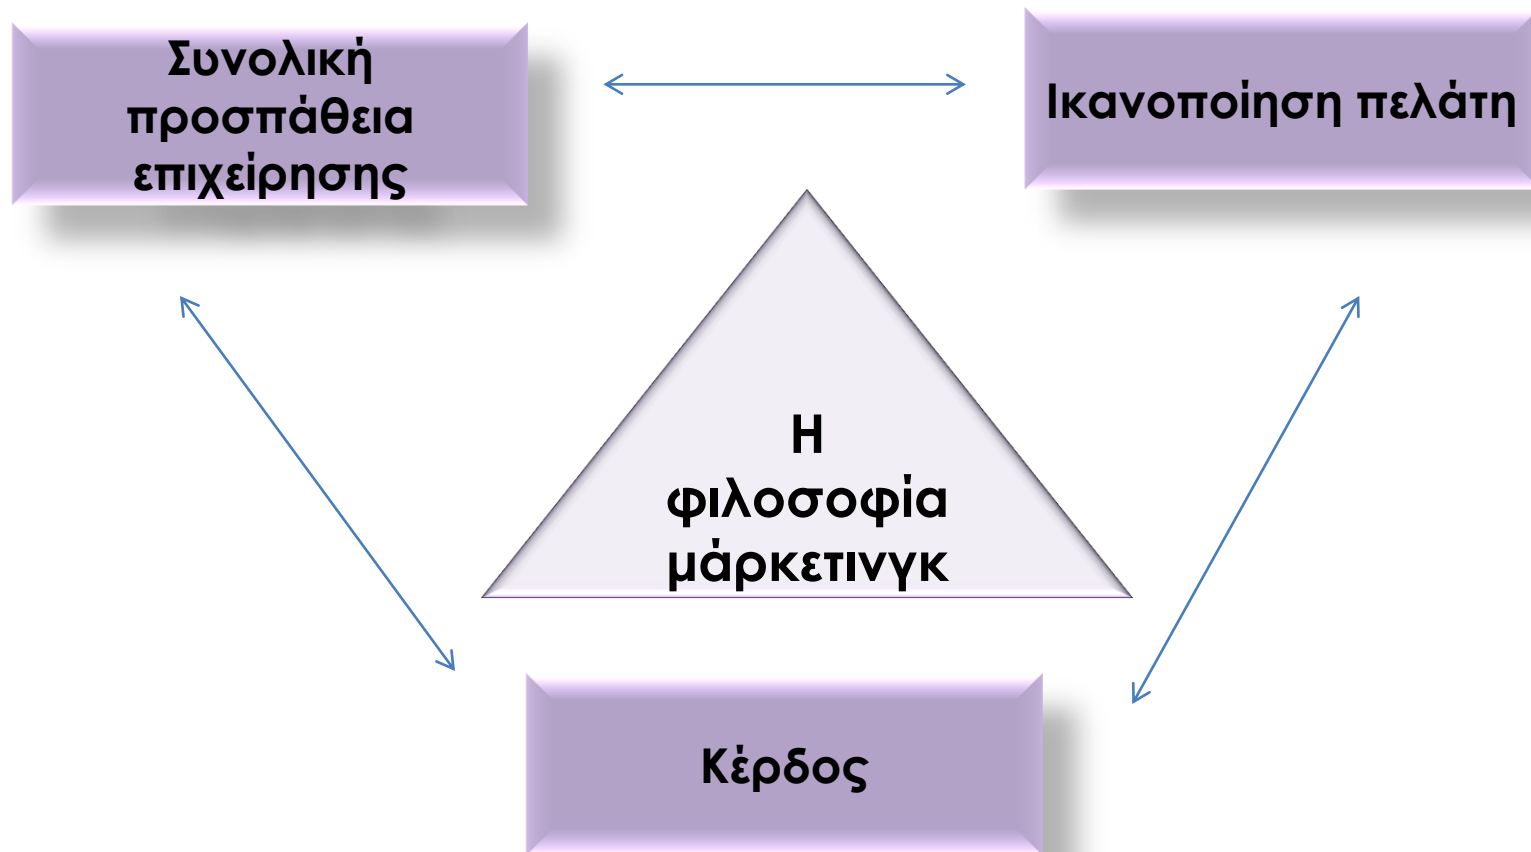 Συνολική
προσπάθεια
επιχείρησης
Ικανοποίηση πελάτη
Η
φιλοσοφία
μάρκετινγκ
Κέρδος